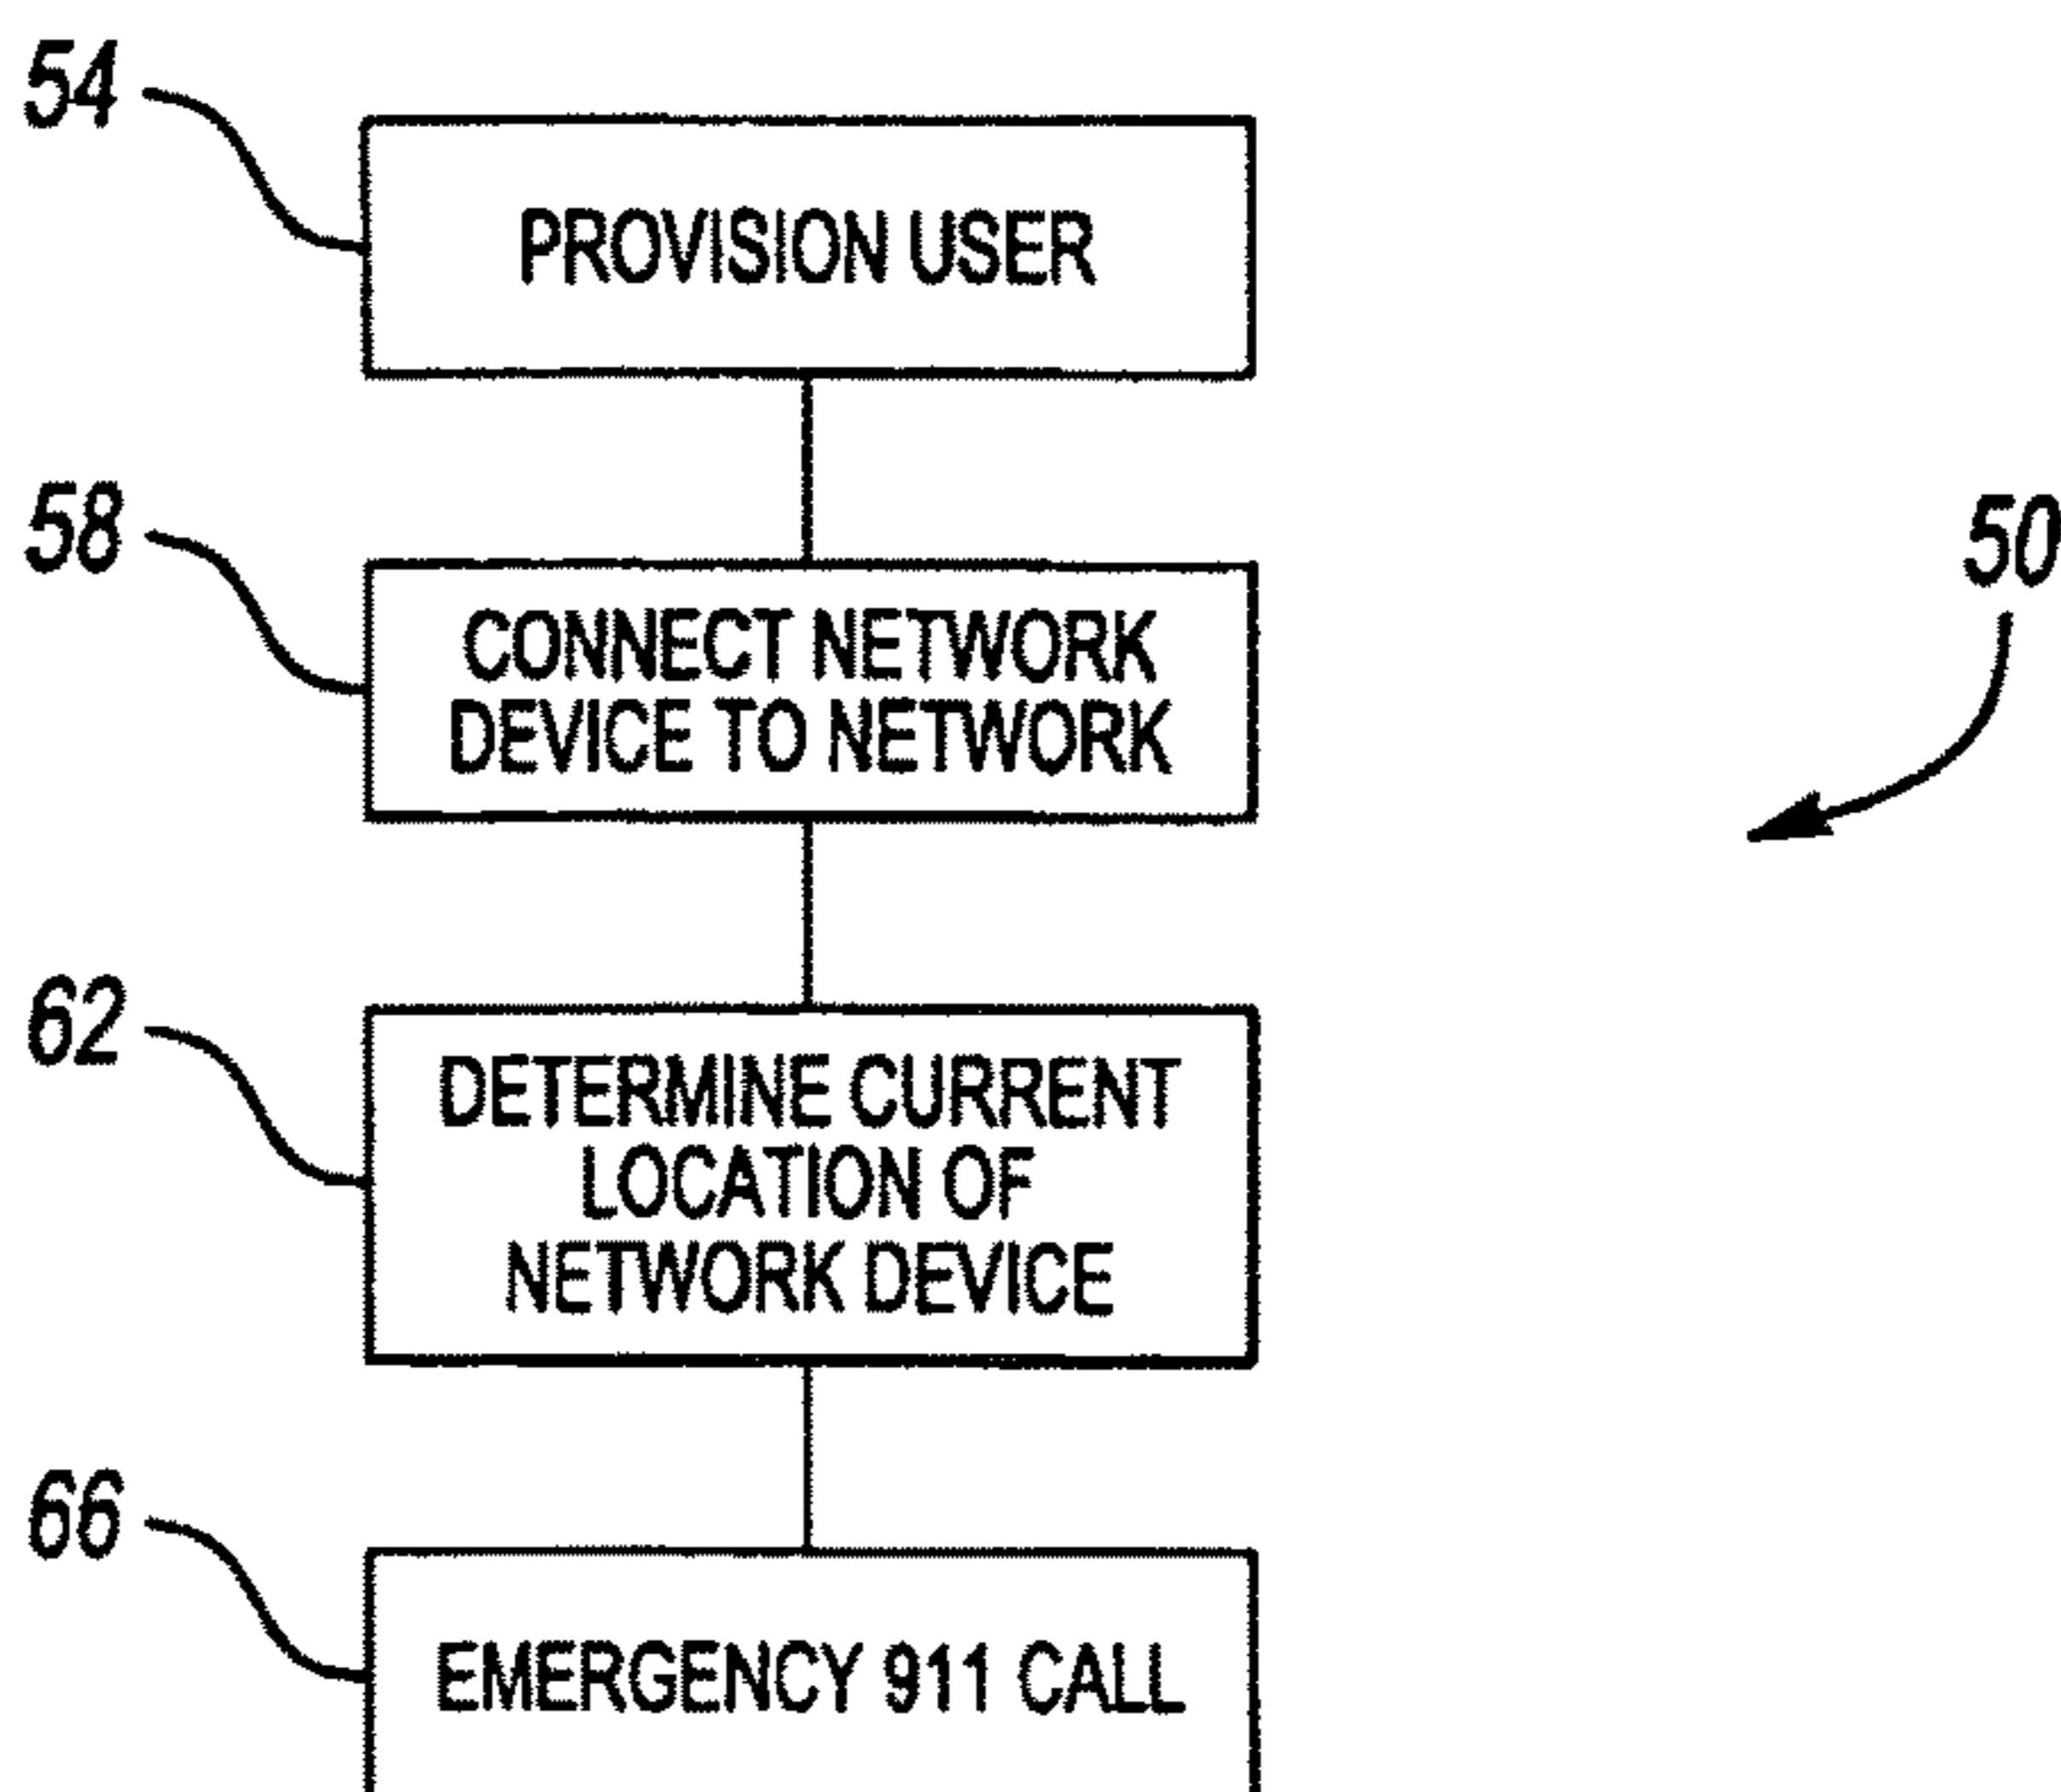 54
PROVISION USER
58
CONNECT NETWORK
DEVICE TO NETWORK
50
62
DETERMINE CURRENT
LOCATION OF
NETWORK DEVICE
66
EMERGENCY 911 CALL